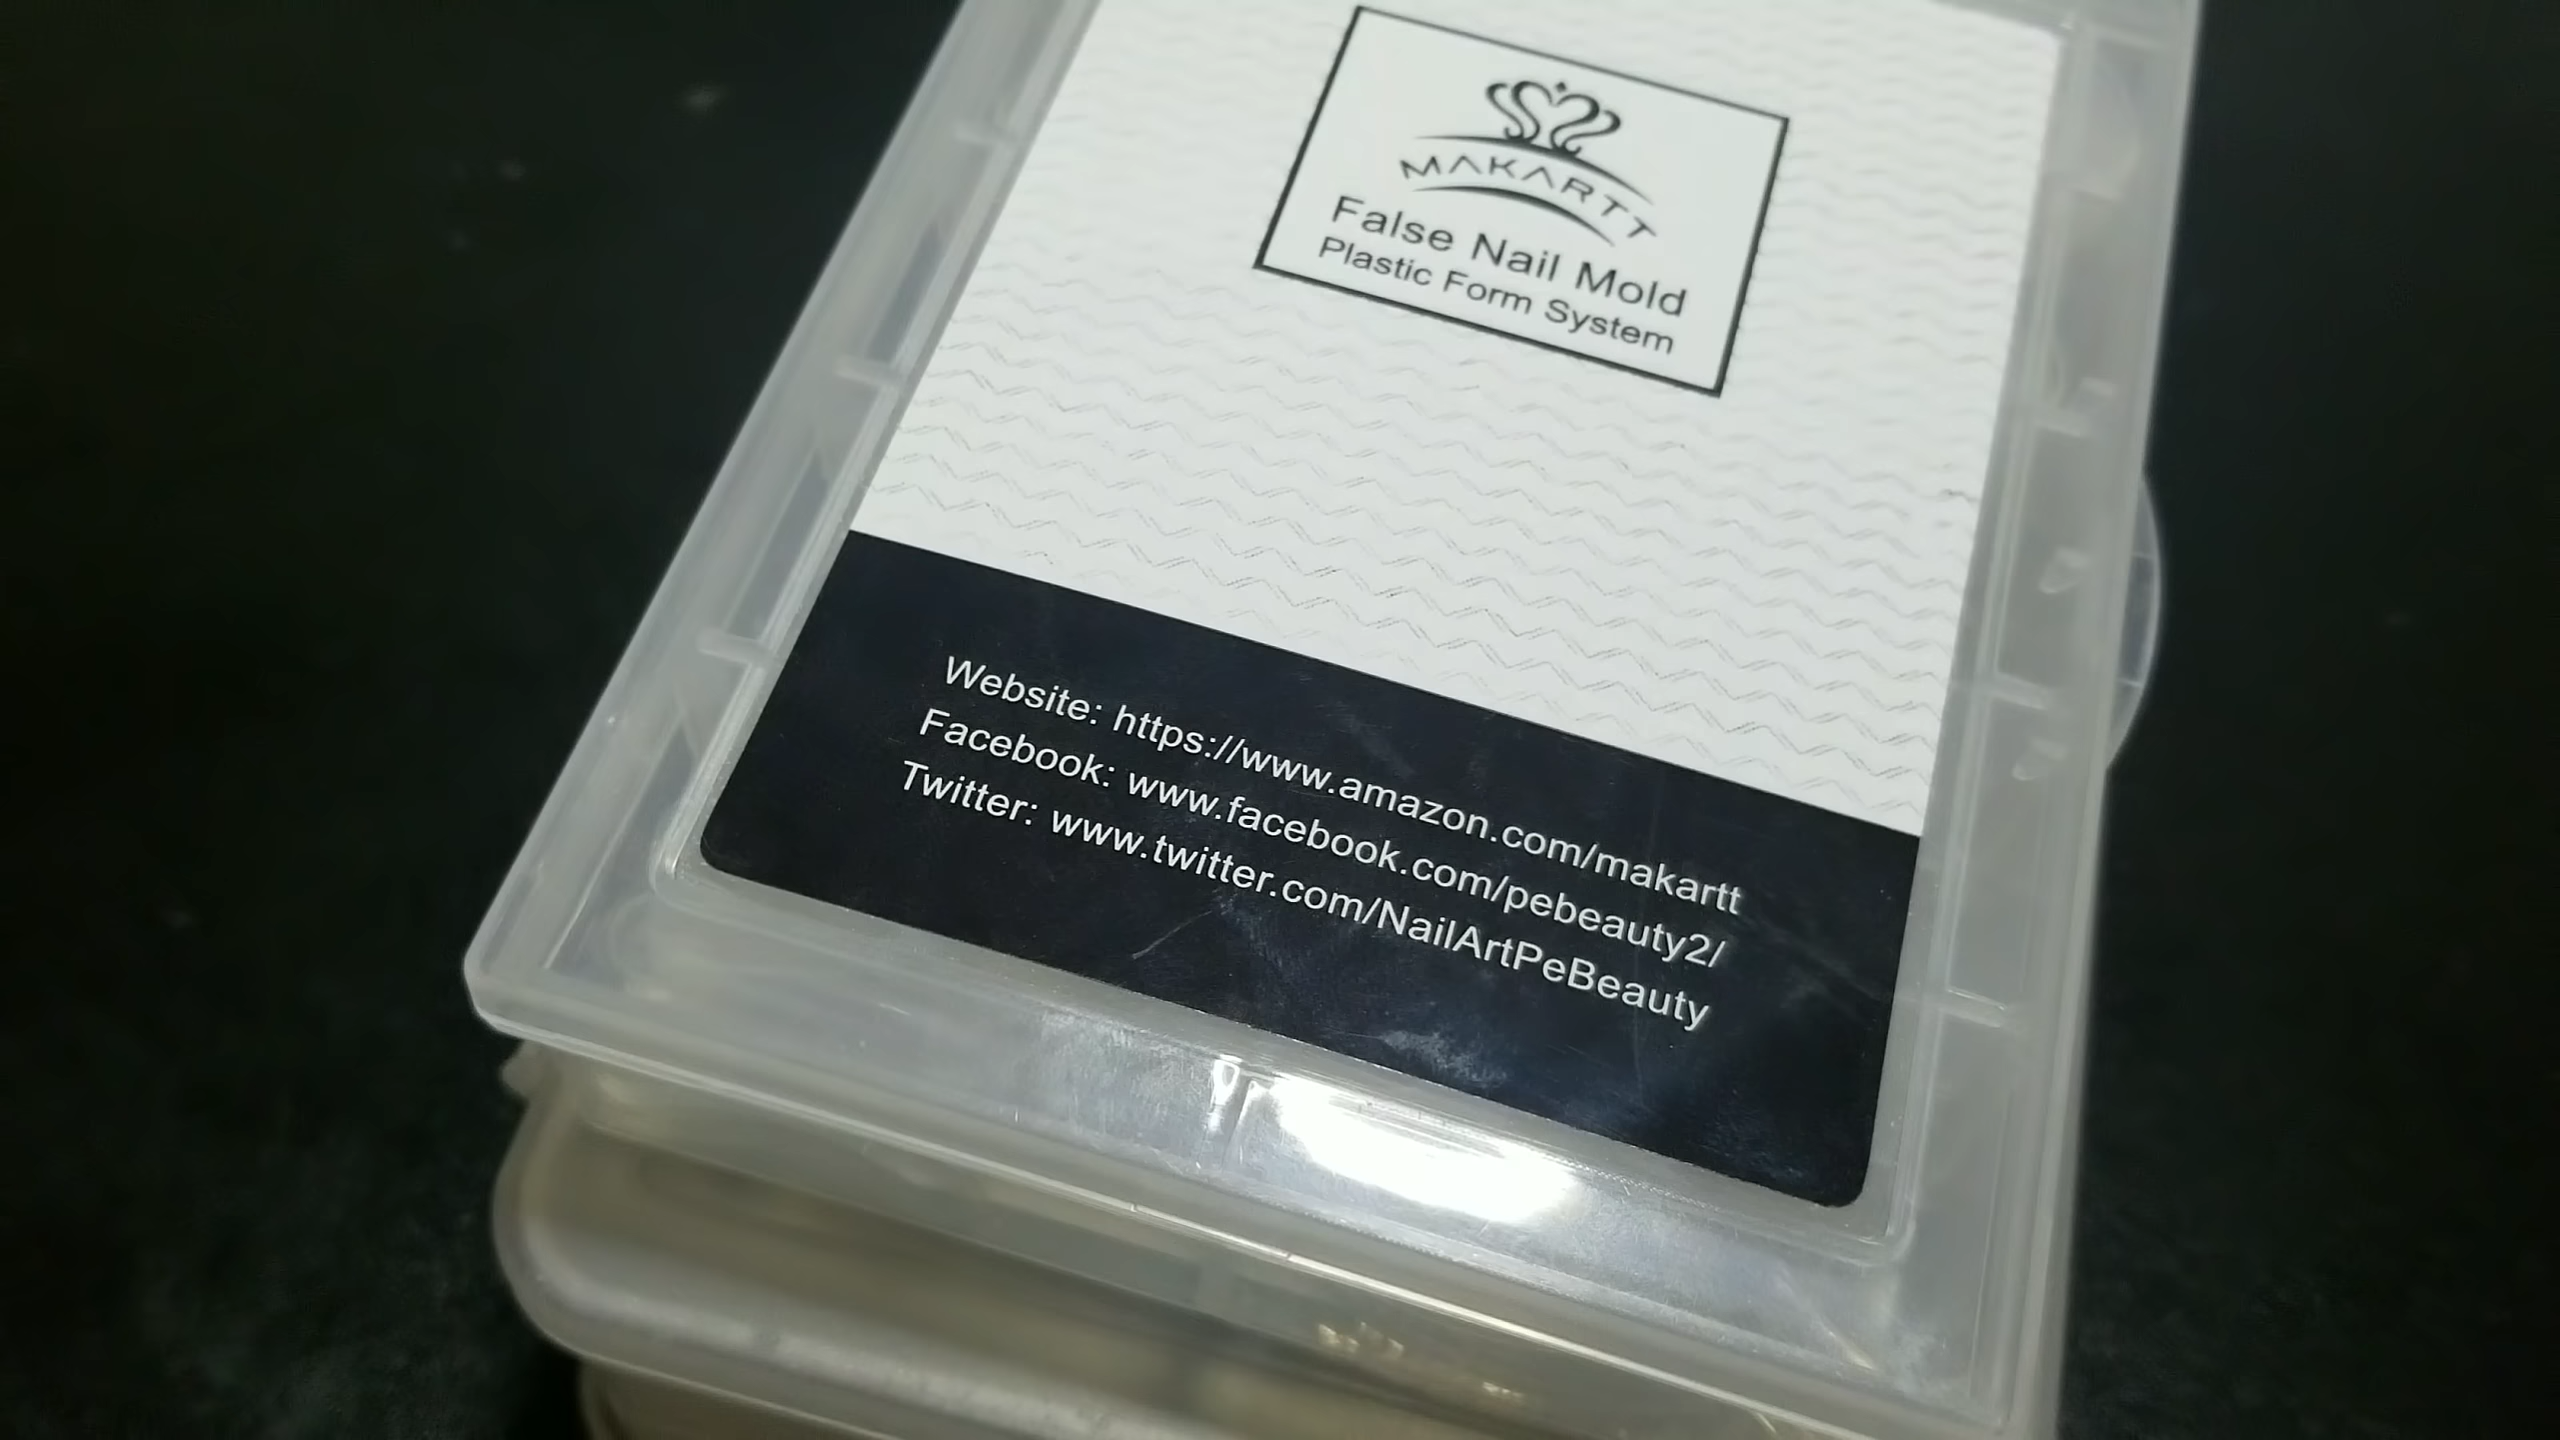 MAKARTT
False Nail Mold
Plastic Form System
Website: https://www.amazon.com/makartt
Facebook: www.facebook.com/pebeauty2/
Twitter: www.twitter.com/NailArtPeBeauty